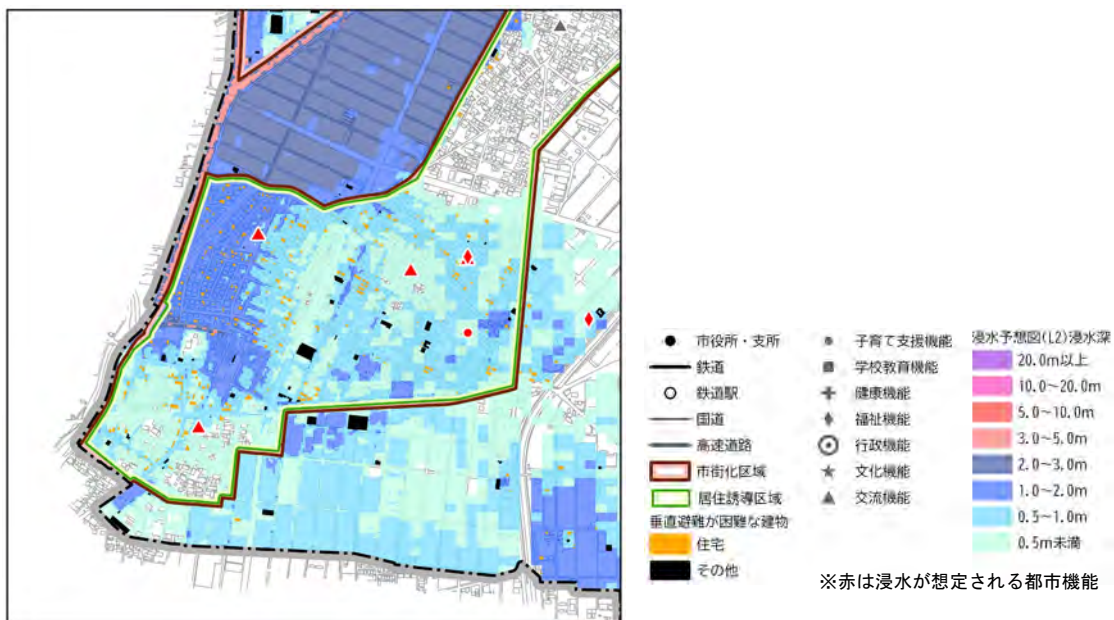 市役所・支所
鉄道
鉄道駅
国道
高速道路
市街化区域
居住誘導区域
垂直避難が困難な建物
住宅
その他
子育て支援機能
学校教育機能
健康機能
福祉機能
行政機能
文化機能
交流機能
浸水予想図(L2)浸水深
20.0m以上
10.0～20.0m
5.0～10.0m
3.0～5.0m
2.0～3.0m
1.0～2.0m
0.5～1.0m
0.5m未満
※赤は浸水が想定される都市機能